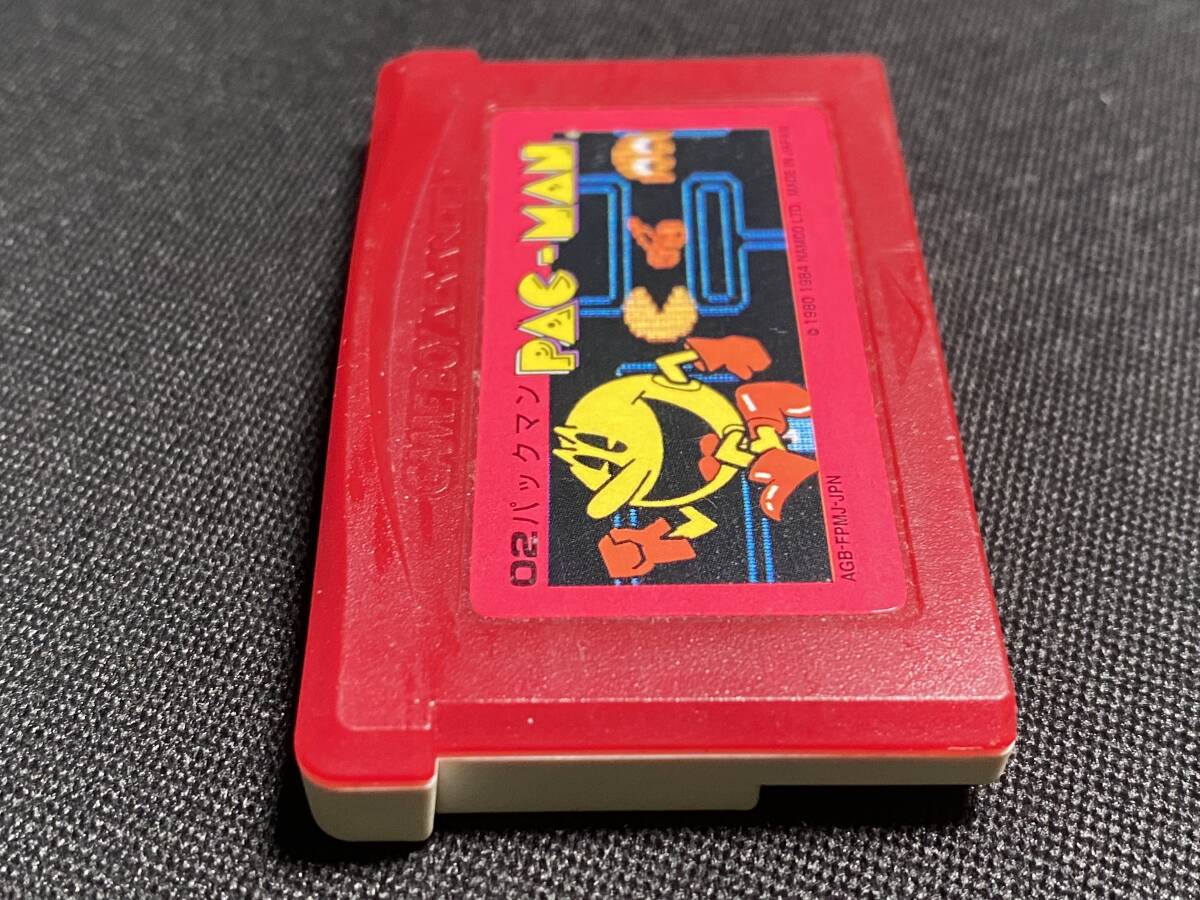 GAME BOY ADVANCE
02 パックマン
PAC-MAN
© 1980 1984 NAMCO LTD. MADE IN JAPAN
AGB-FPMJ-JPN